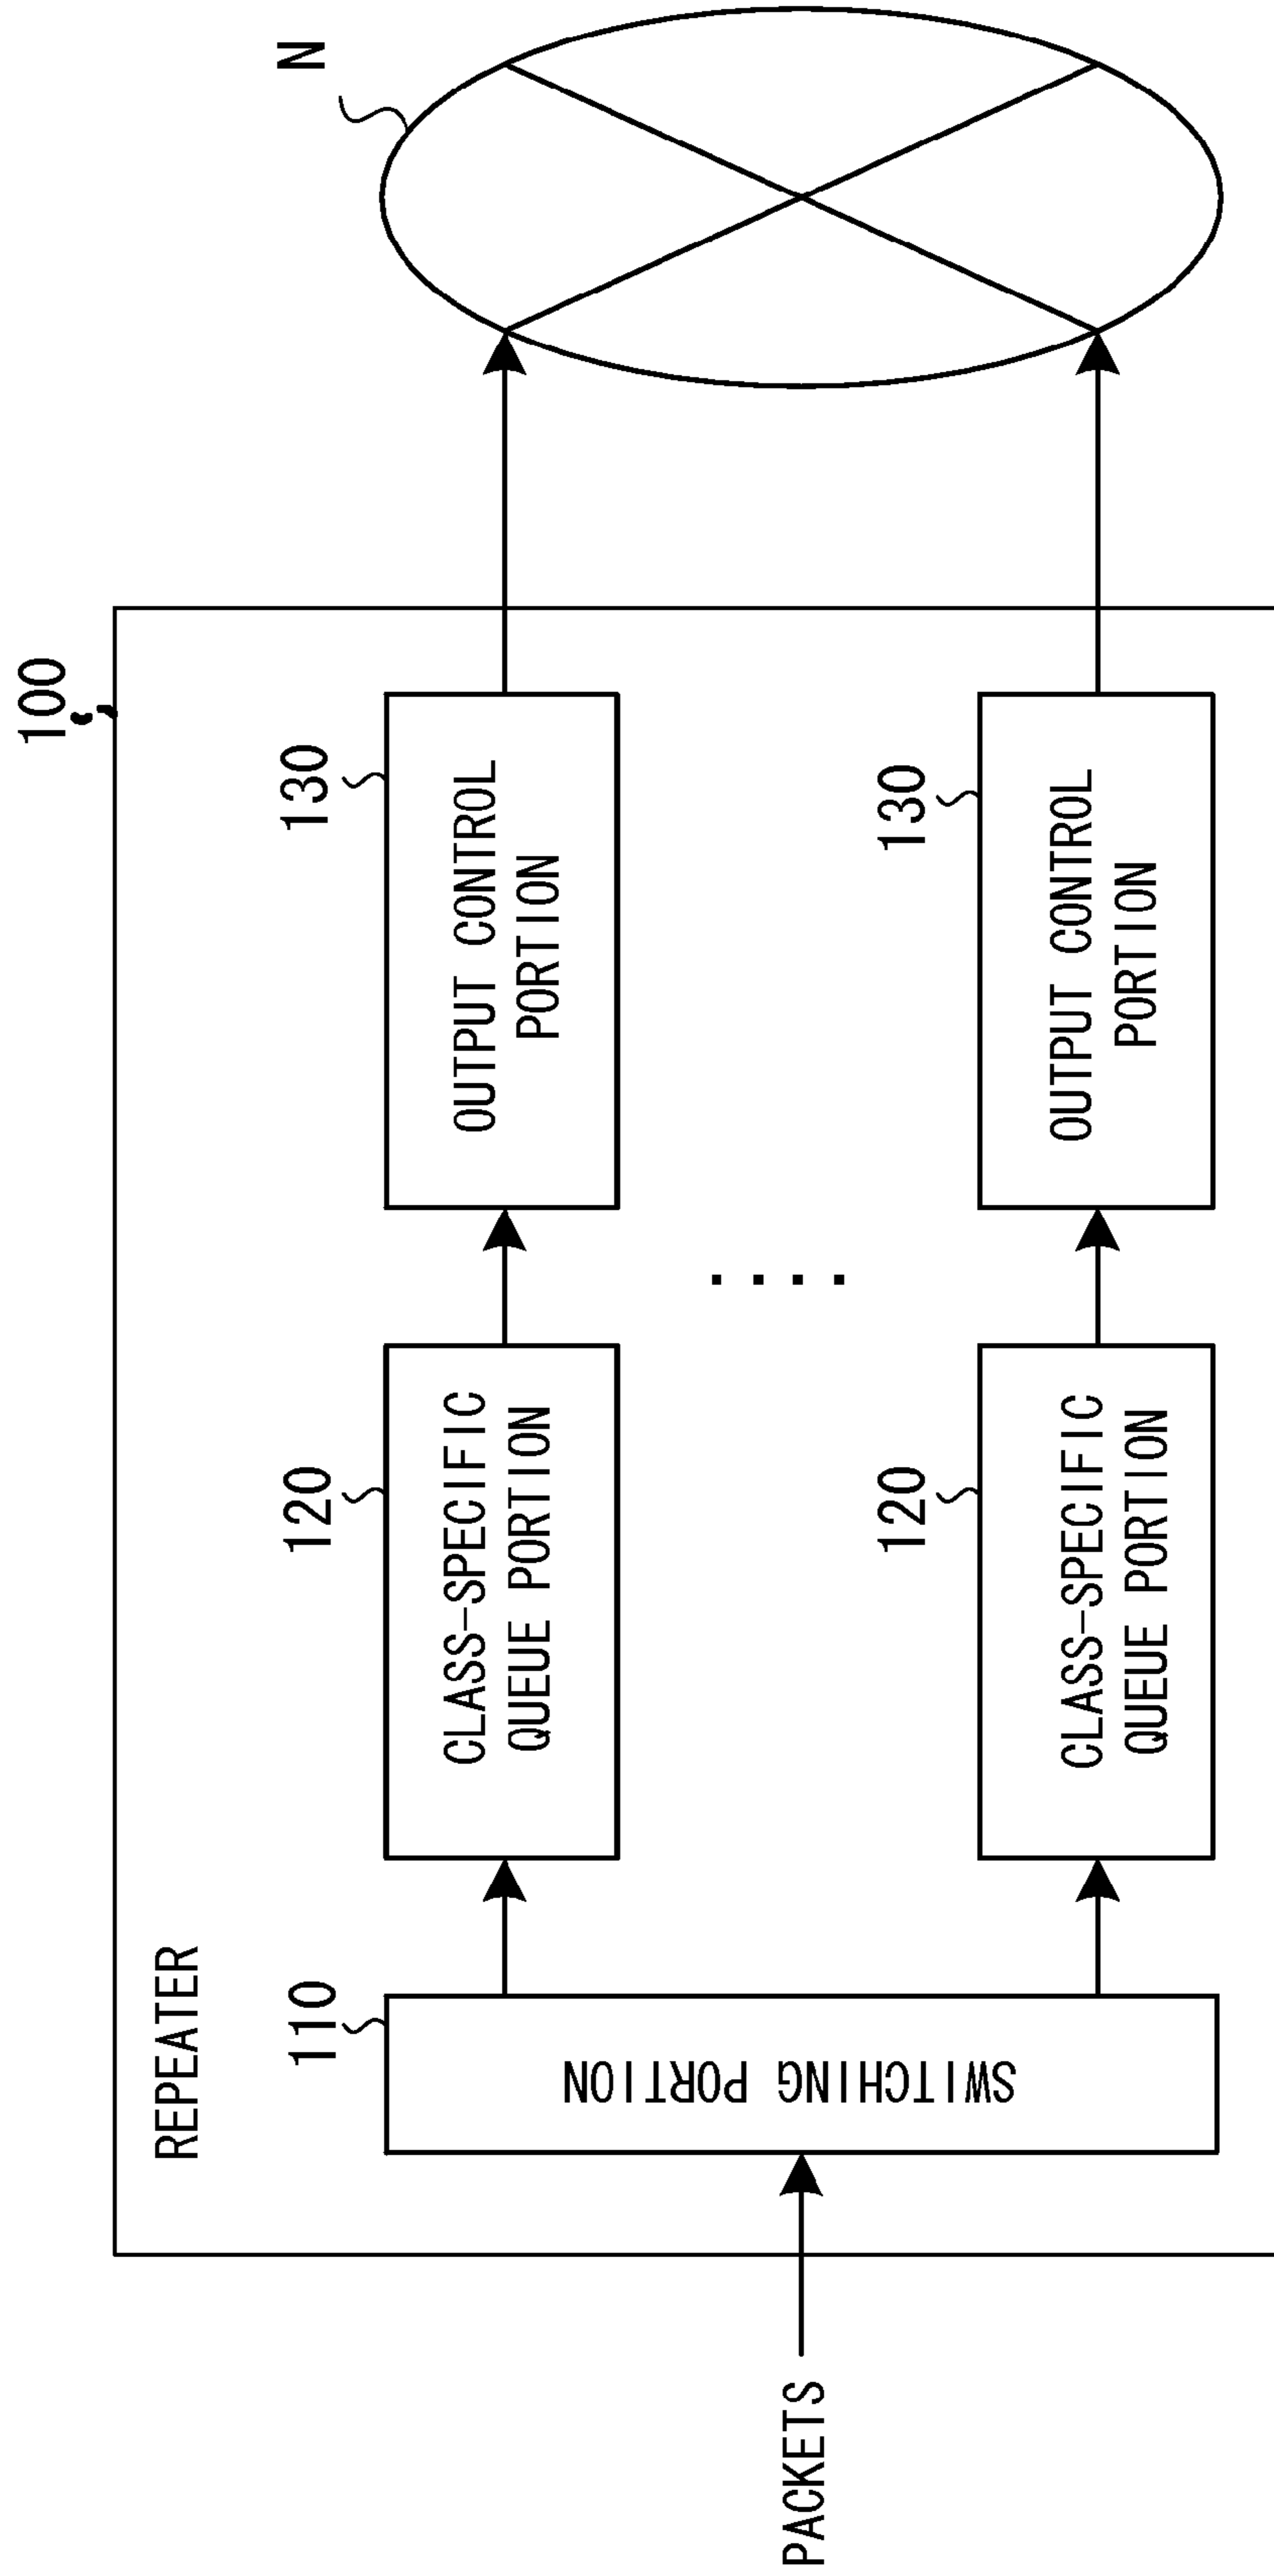 100
REPEATER
N
110
120
130
SWITCHING PORTION
CLASS-SPECIFIC
QUEUE PORTION
OUTPUT CONTROL
PORTION
PACKETS
....
120
130
CLASS-SPECIFIC
QUEUE PORTION
OUTPUT CONTROL
PORTION